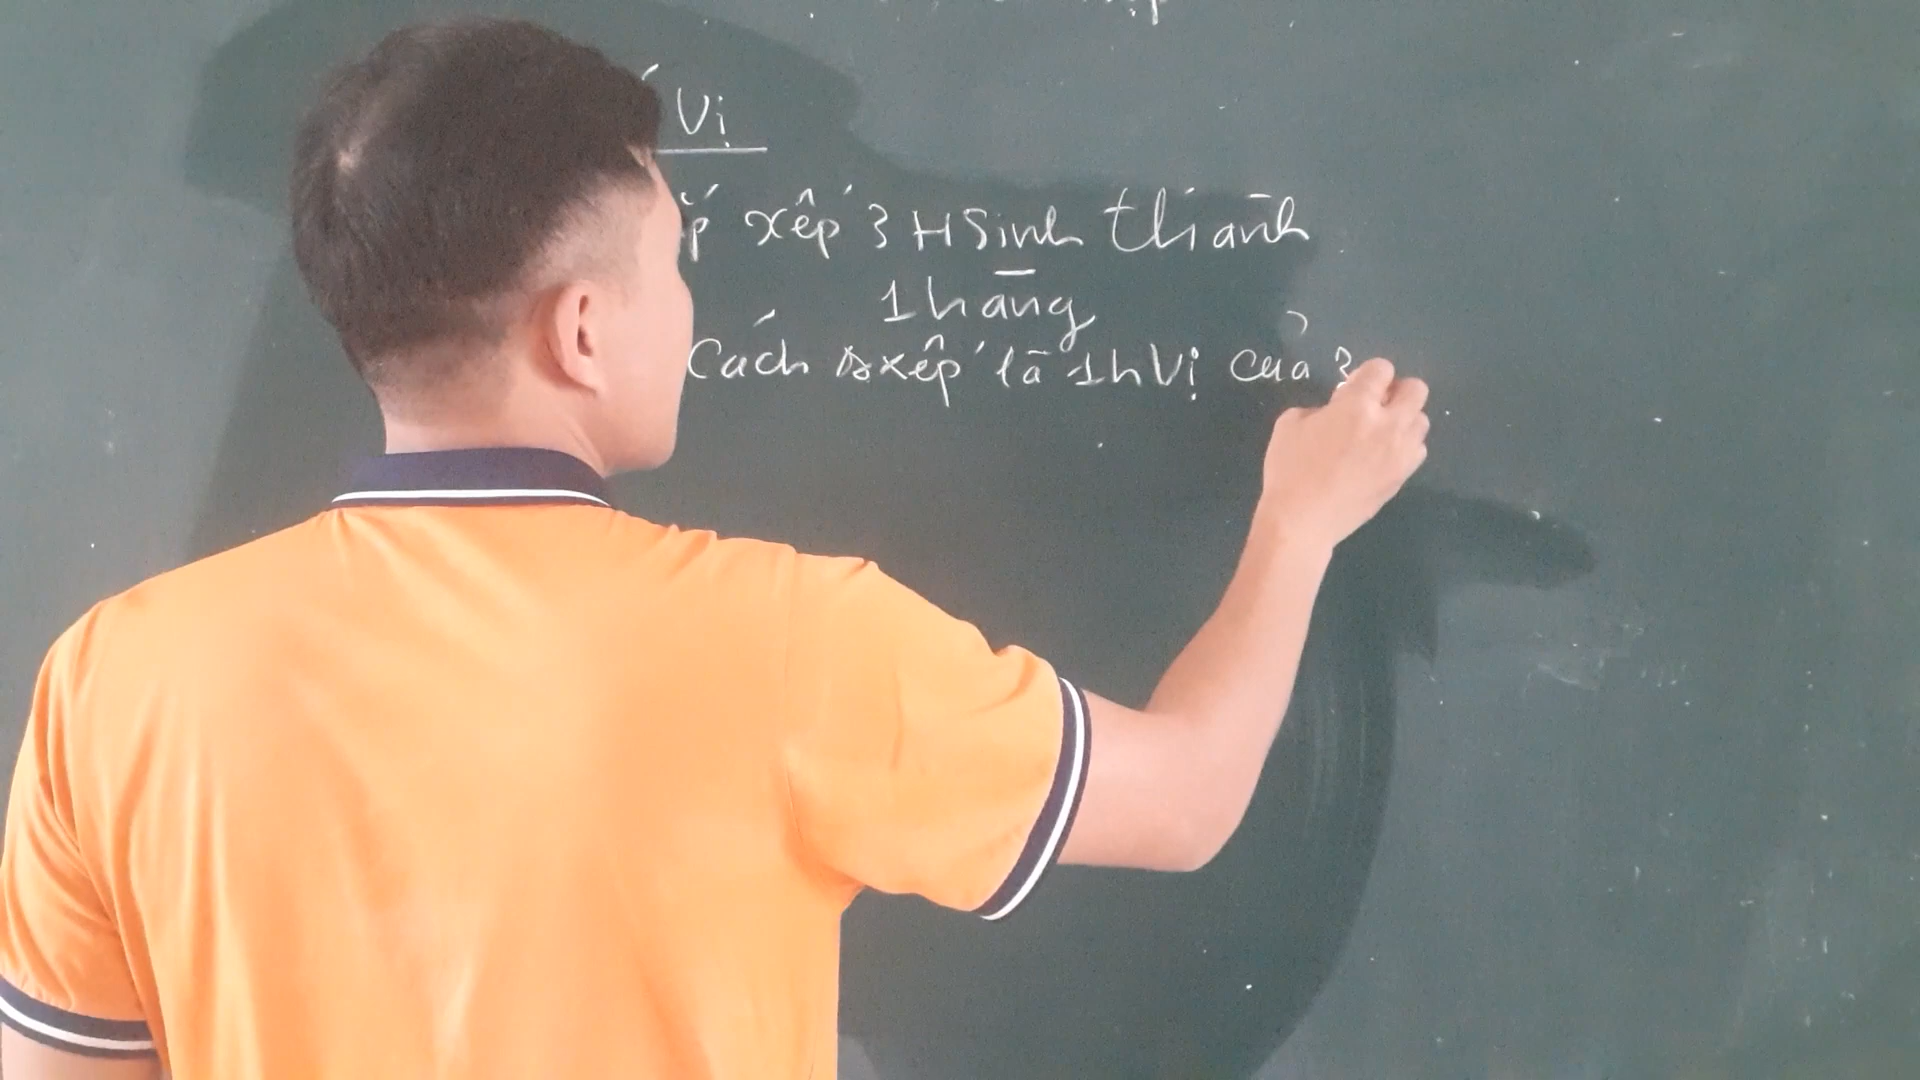 Vị
xếp 3 HSinh thành
1 hàng
Cách sxếp là 1 hVị của 3